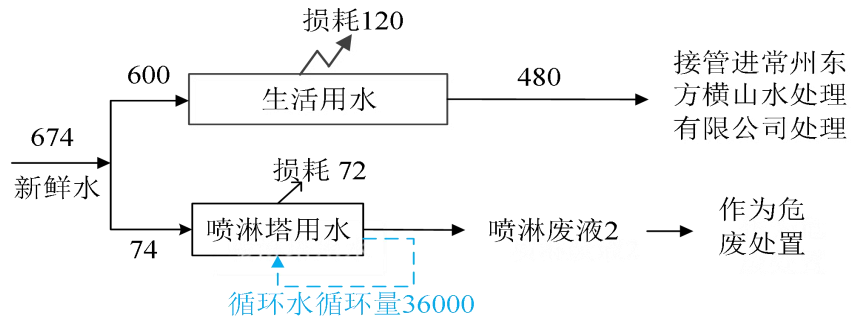 损耗120
600
生活用水
480
接管进常州东
方横山水处理
有限公司处理
674
新鲜水
损耗 72
74
喷淋塔用水
喷淋废液2
作为危
废处置
循环水循环量36000